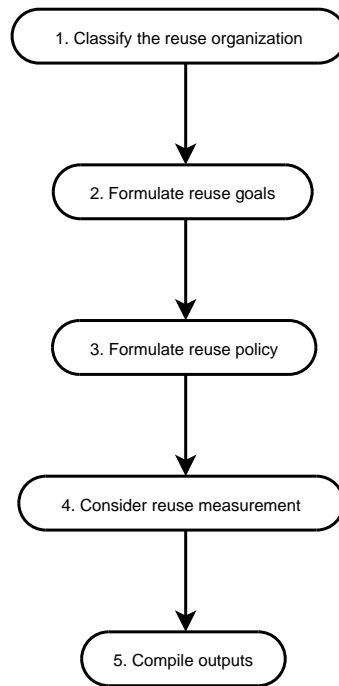 1. Classify the reuse organization
2. Formulate reuse goals
3. Formulate reuse policy
4. Consider reuse measurement
5. Compile outputs